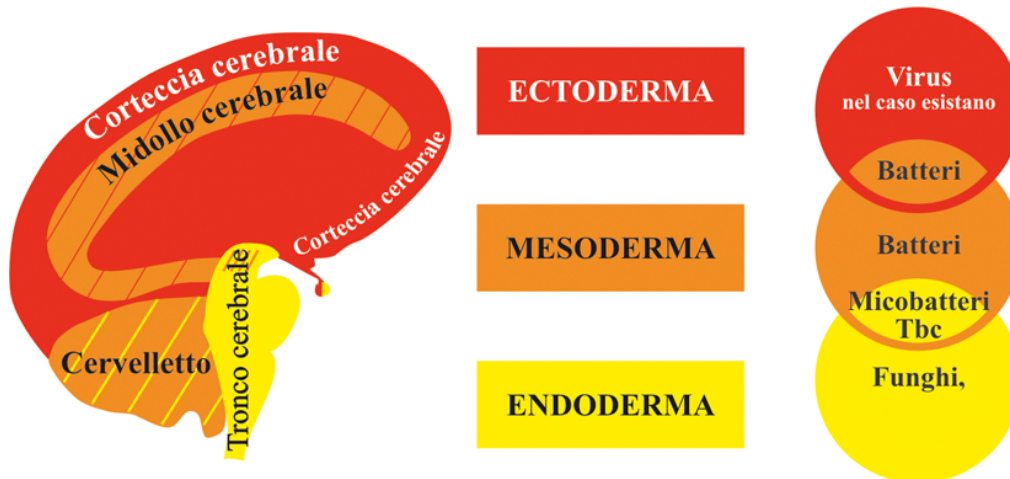 Corteccia cerebrale
Midollo cerebrale
Corteccia cerebrale
Tronco cerebrale
Cervelletto
ECTODERMA
MESODERMA
ENDODERMA
Virus
nel caso esistano
Batteri
Batteri
Micobatteri
Tbc
Funghi,